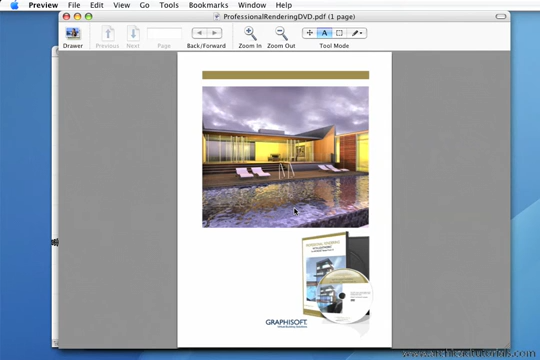 Preview File Edit View Go Tools Bookmarks Window Help
ProfessionalRenderingDVD.pdf (1 page)
Drawer Previous Next Page Back/Forward Zoom In Zoom Out Tool Mode
A
GRAPHISOFT